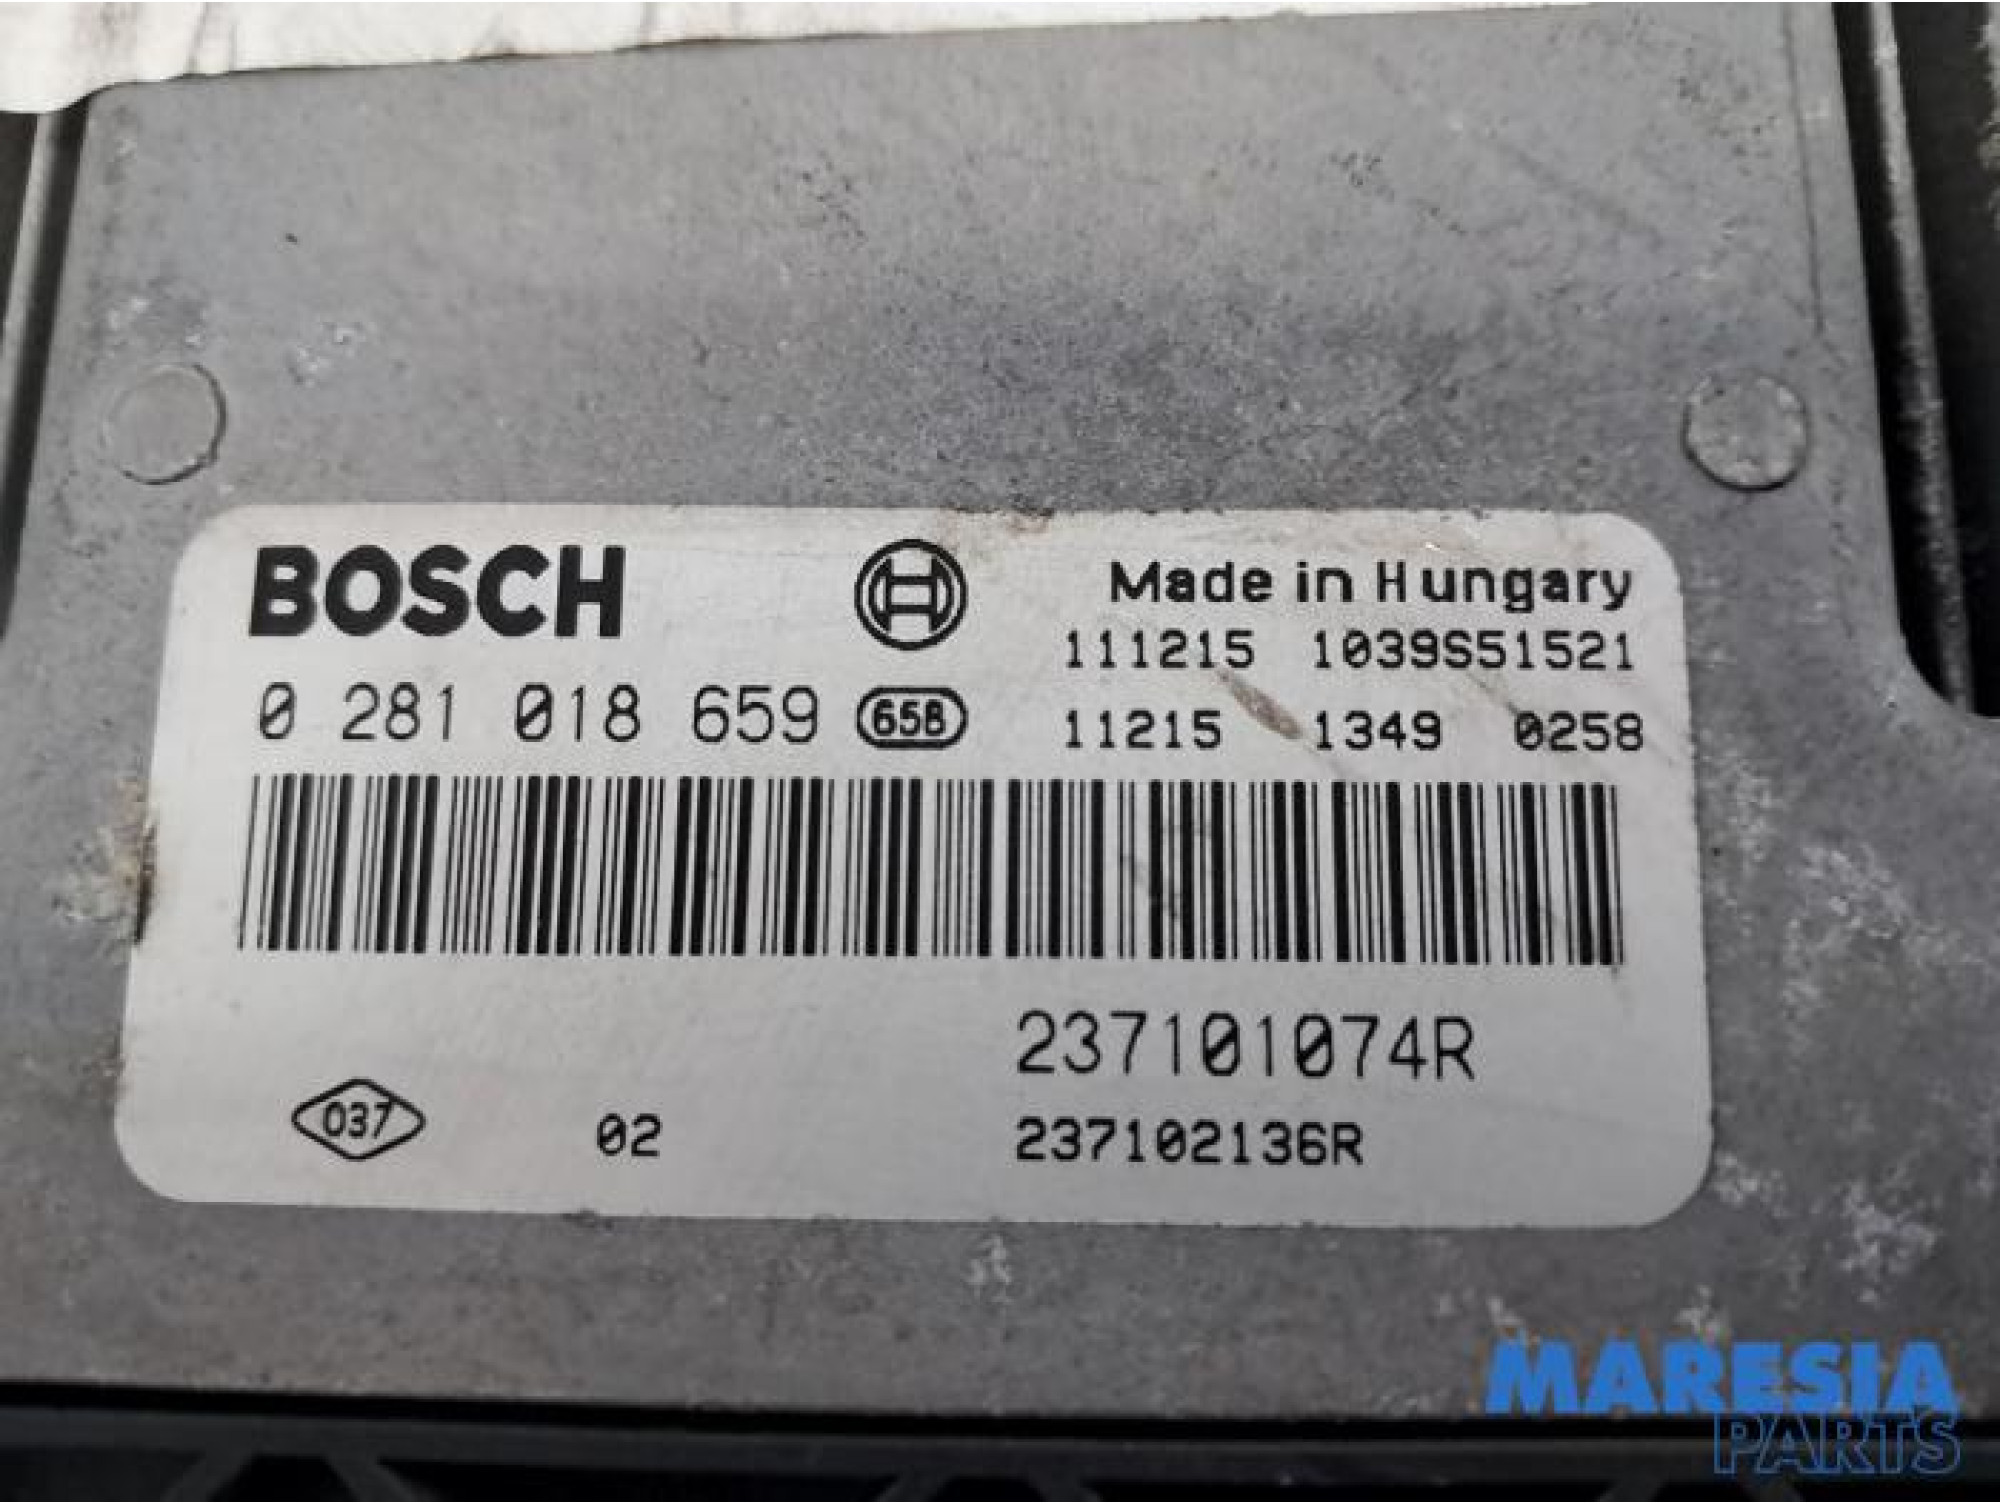 BOSCH
Made in Hungary
111215 1039S51521
0 281 018 659 65B 11215 1349 0258
237101074R
037 02 237102136R
MARESIA
PARTS